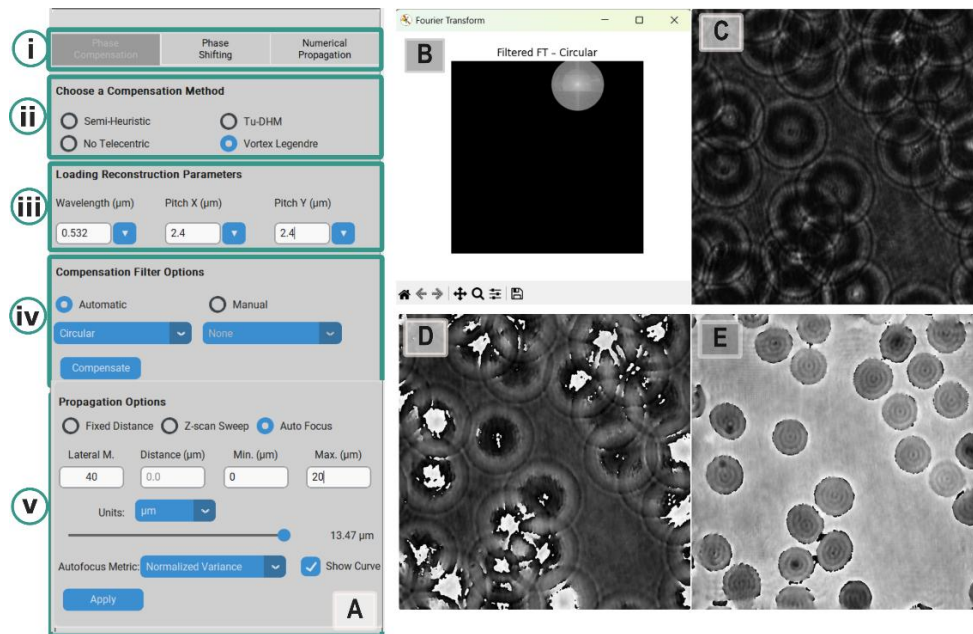 i
Phase Compensation
Phase Shifting
Numerical Propagation
ii
Choose a Compensation Method
Semi-Heuristic
Tu-DHM
No Telecentric
Vortex Legendre
iii
Loading Reconstruction Parameters
Wavelength (μm)
Pitch X (μm)
Pitch Y (μm)
0.532
2.4
2.4
iv
Compensation Filter Options
Automatic
Manual
Circular
None
Compensate
v
Propagation Options
Fixed Distance
Z-scan Sweep
Auto Focus
Lateral M.
Distance (μm)
Min. (μm)
Max. (μm)
40
0.0
0
20
Units:
μm
13.47 μm
Autofocus Metric:
Normalized Variance
Show Curve
Apply
A
Fourier Transform
B
Filtered FT – Circular
C
D
E